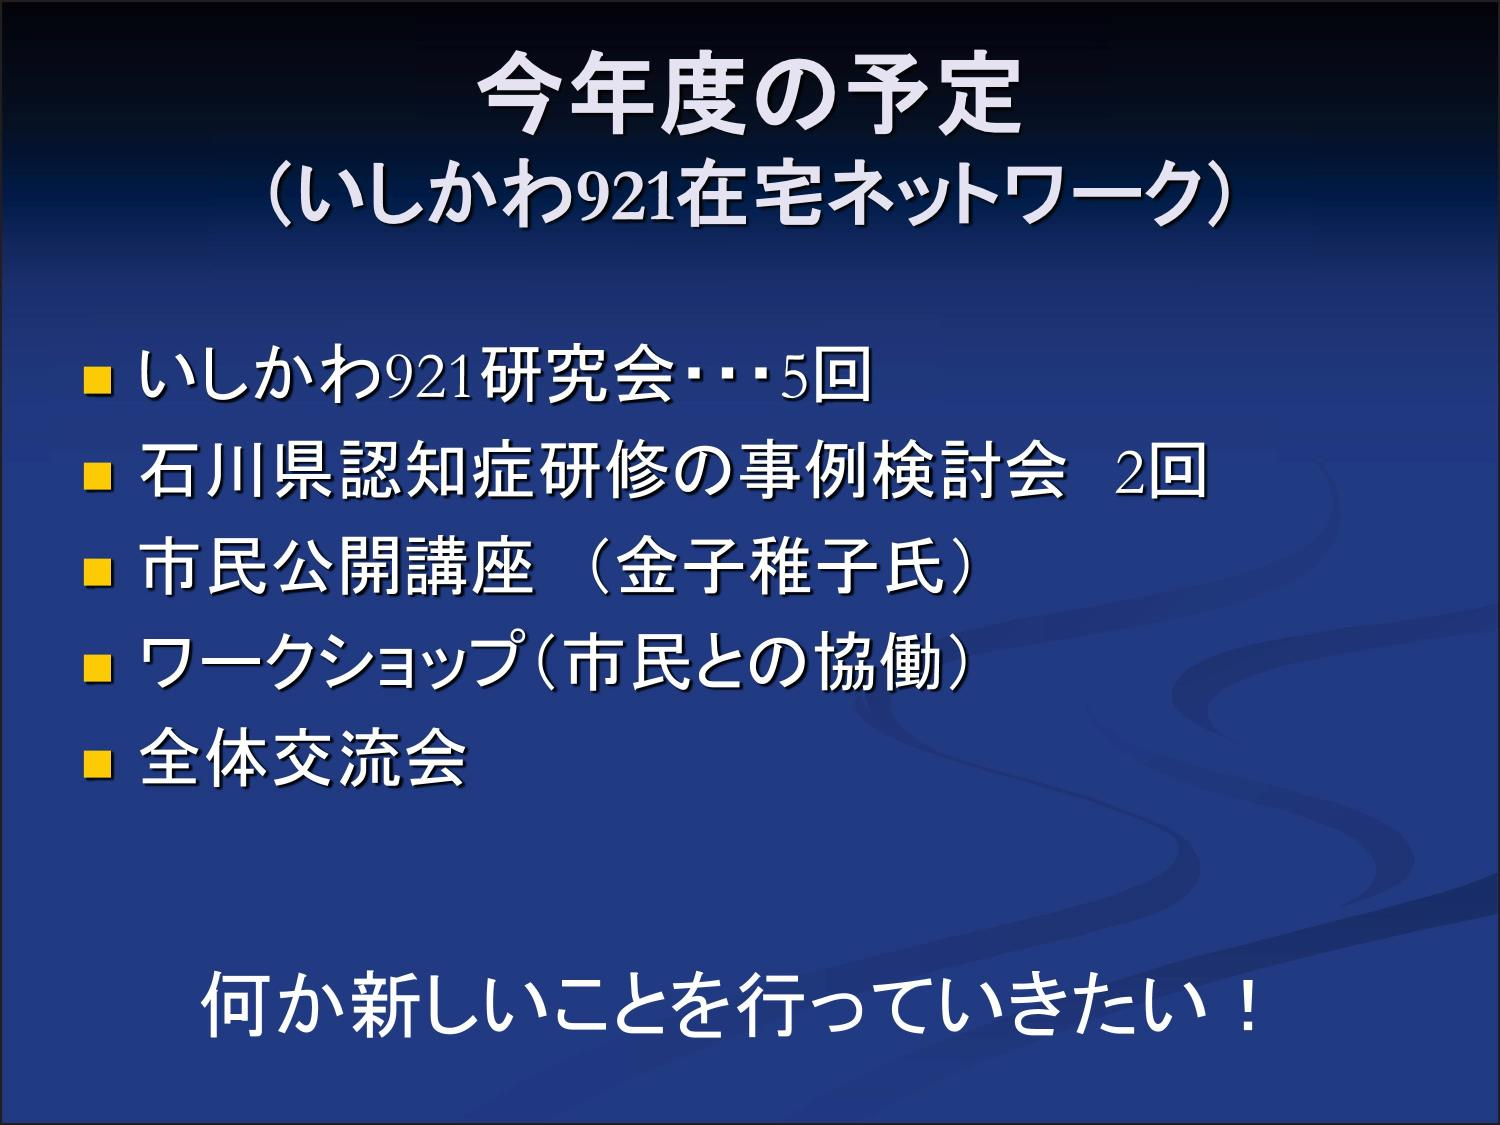 今年度の予定
（いしかわ921在宅ネットワーク）
■ いしかわ921研究会・・・5回
■ 石川県認知症研修の事例検討会　2回
■ 市民公開講座　（金子稚子氏）
■ ワークショップ（市民との協働）
■ 全体交流会
何か新しいことを行っていきたい！